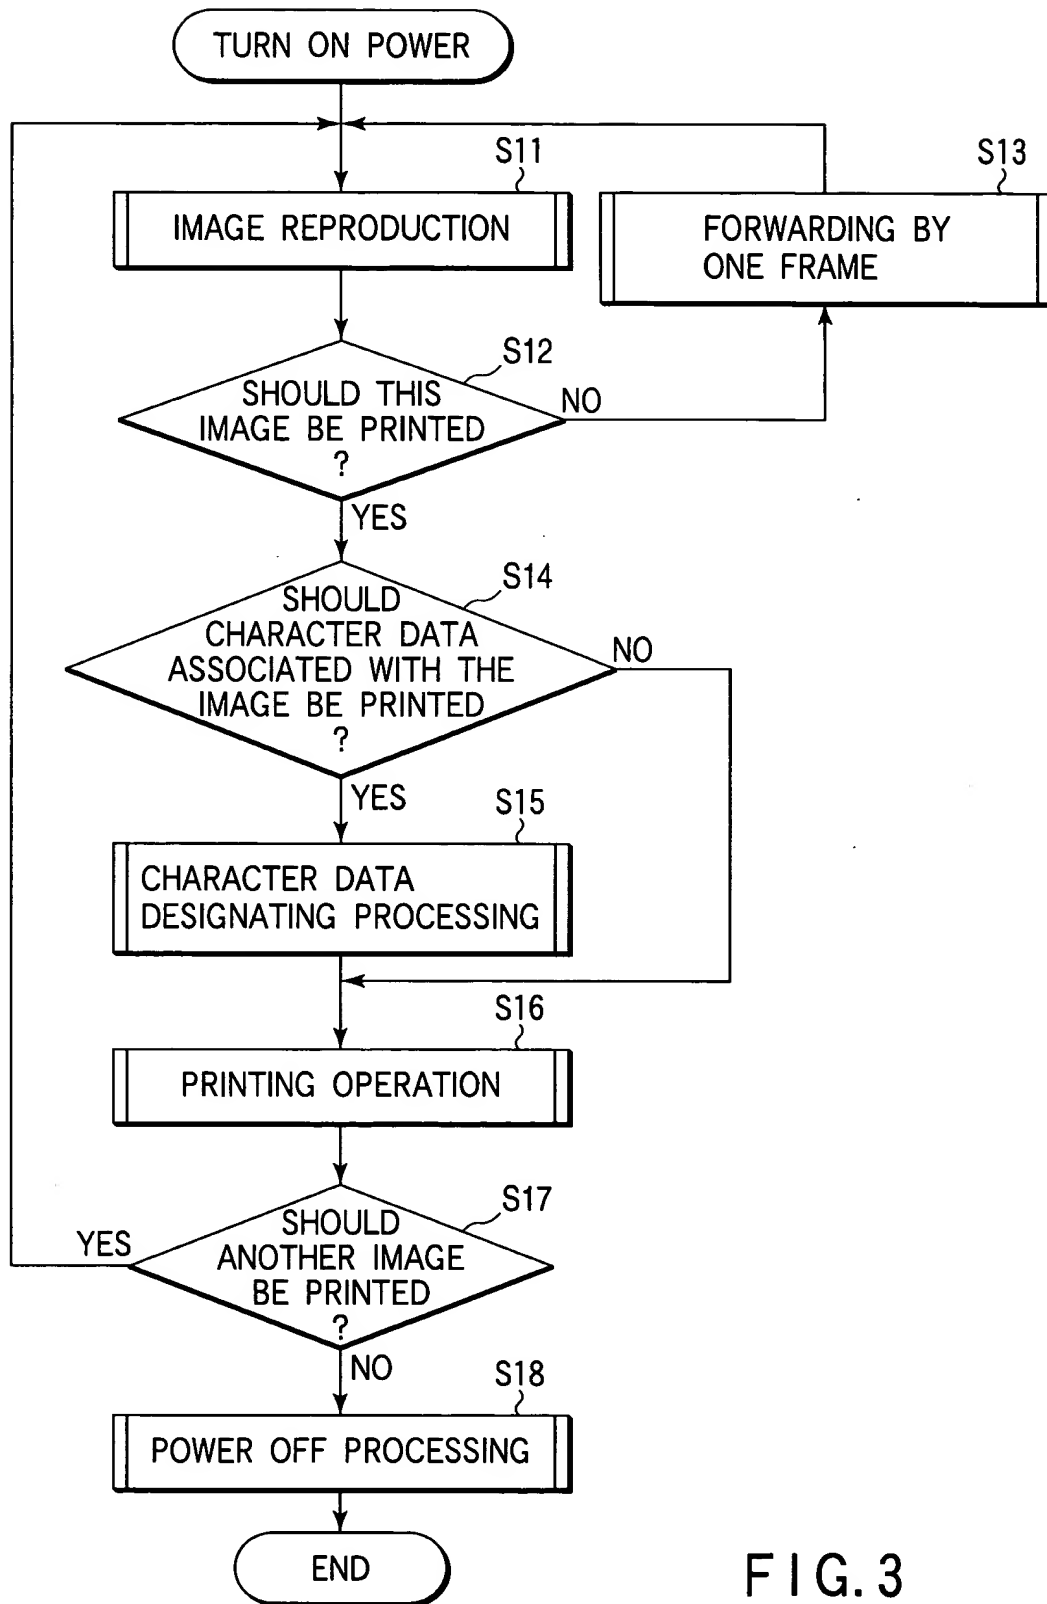 TURN ON POWER
S11
IMAGE REPRODUCTION
S13
FORWARDING BY
ONE FRAME
S12
SHOULD THIS
IMAGE BE PRINTED
?
NO
YES
S14
SHOULD
CHARACTER DATA
ASSOCIATED WITH THE
IMAGE BE PRINTED
?
NO
YES
S15
CHARACTER DATA
DESIGNATING PROCESSING
S16
PRINTING OPERATION
S17
SHOULD
ANOTHER IMAGE
BE PRINTED
?
YES
NO
S18
POWER OFF PROCESSING
END
FIG. 3